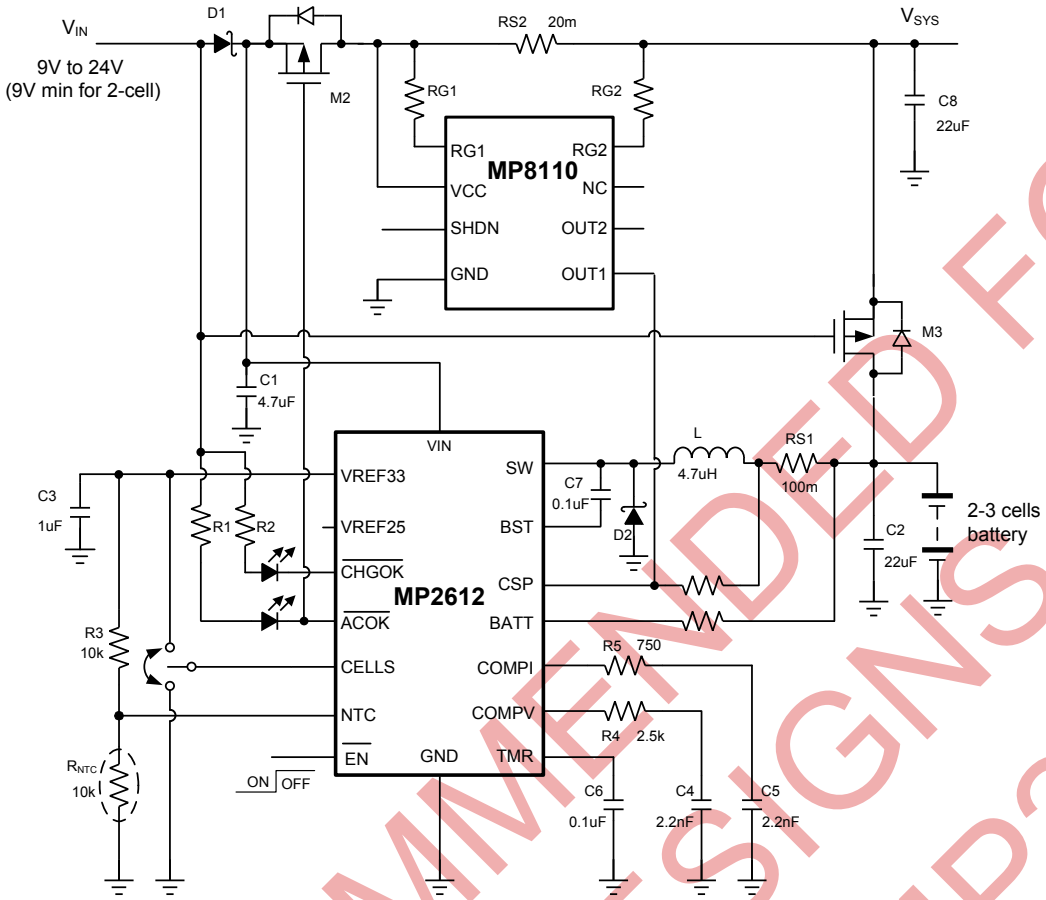 D1
RS2 20m
VIN
VSYS
9V to 24V
(9V min for 2-cell)
M2
RG1
RG2
C8
22uF
RG1
RG2
MP8110
VCC
NC
SHDN
OUT2
GND
OUT1
M3
C1
4.7uF
VIN
L
RS1
SW
4.7uH
100m
C3
1uF
VREF33
C7
0.1uF
R1
R2
VREF25
BST
D2
C2
22uF
2-3 cells
battery
CHGOK
MP2612
CSP
ACOK
BATT
R3
10k
R5 750
CELLS
COMPI
NTC
COMPV
R4 2.5k
RNTC
10k
EN
GND
TMR
ON OFF
C6
0.1uF
C4
2.2nF
C5
2.2nF
MMENDED FO
ESIGNS